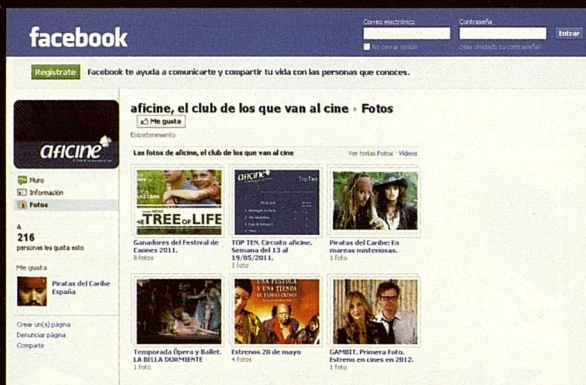 facebook
Correo electrónico
Contraseña
Entrar
No cerrar sesión
¿Has olvidado tu contraseña?
Regístrate
Facebook te ayuda a comunicarte y compartir tu vida con las personas que conoces.
aficine
aficine, el club de los que van al cine › Fotos
Me gusta
Entretenimiento
Las fotos de aficine, el club de los que van al cine
Ver todas Fotos · Vídeos
Muro
Información
Fotos
A
216
personas les gusta esto
Me gusta
Piratas del Caribe
España
Crear un(a) página
Denunciar página
Compartir
TREE OF LIFE
Ganadores del Festival de
Cannes 2011.
8 fotos
aficine
Top Ten
TOP TEN. Circuito aficine.
Semana del 13 al
19/05/2011.
1 foto
Piratas del Caribe: En
mareas misteriosas.
1 foto
Temporada Ópera y Ballet.
LA BELLA DURMIENTE
1 foto
UNA PISTOLA
Y UNA TIENDA
DE FIDEOS CHINOS
Estrenos 20 de mayo
4 fotos
GAMBIT. Primera Foto.
Estreno en cines en 2012.
1 foto